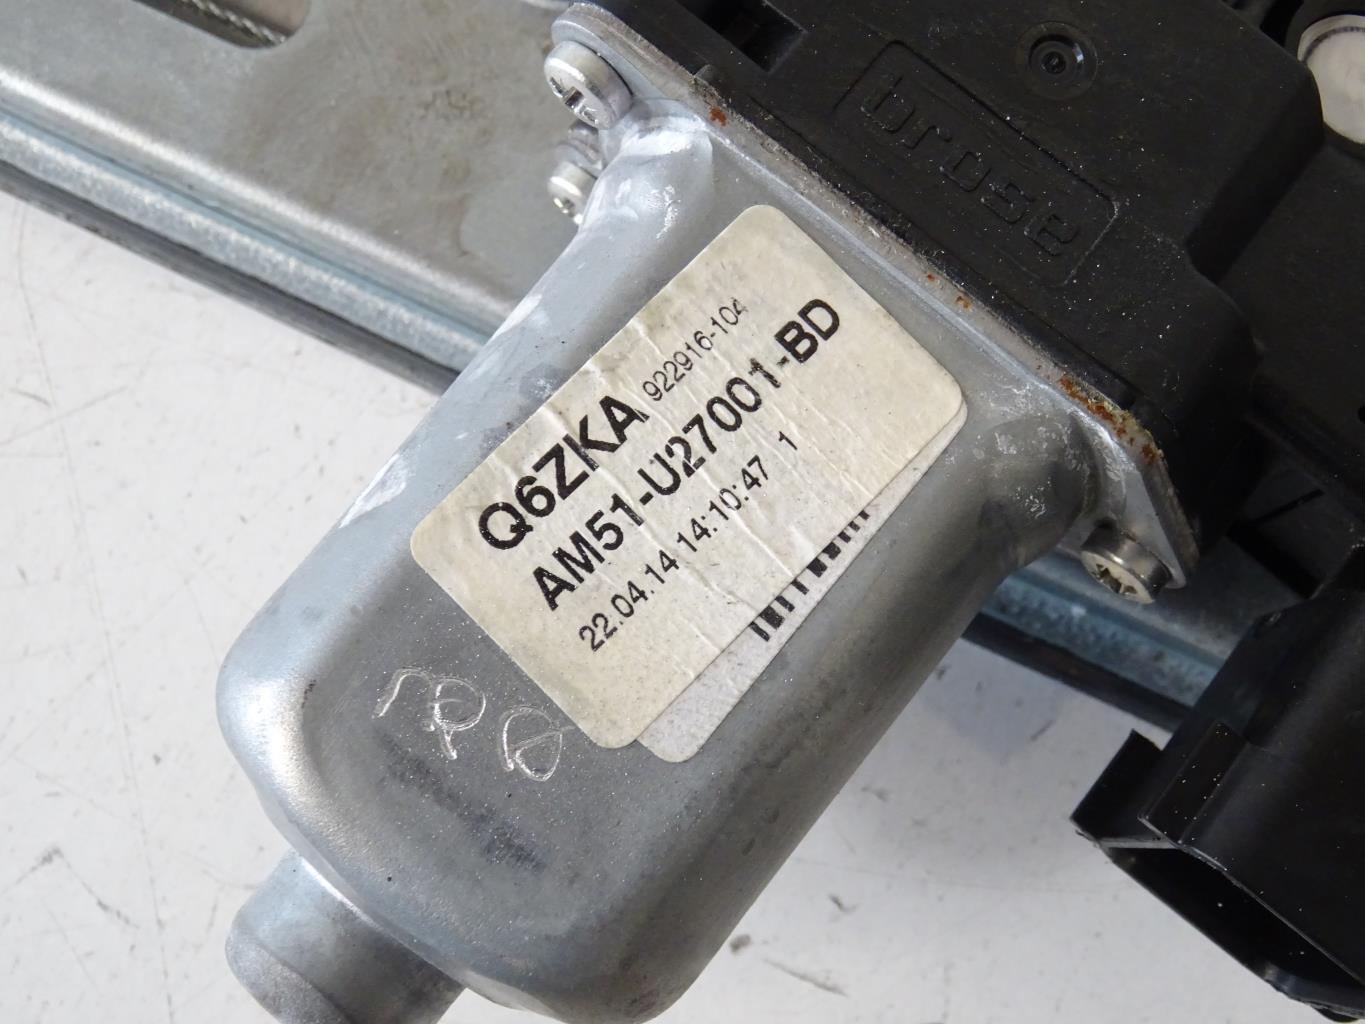 brose
Q6ZKA 922916-104
AM51-U27001-BD
22.04.14 14:10:47 1